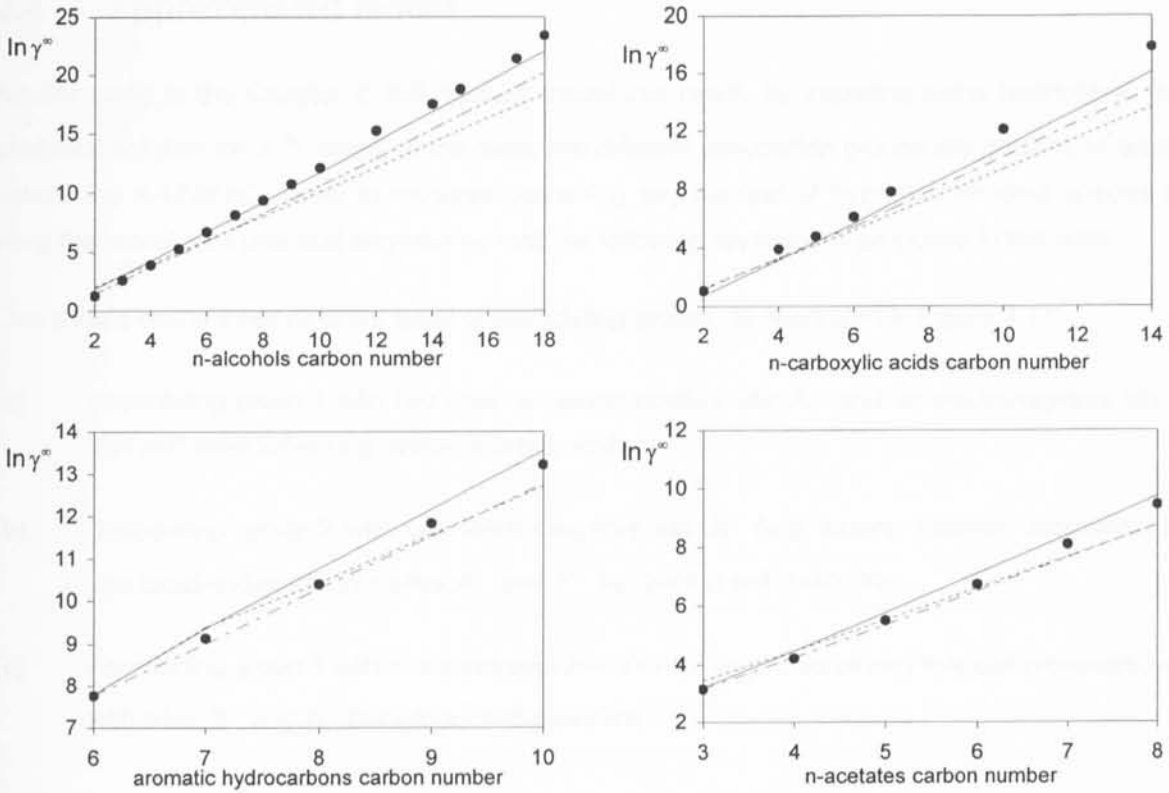 25
ln γ∞
20
15
10
5
0
2 4 6 8 10 12 14 16 18
n-alcohols carbon number
20
ln γ∞
16
12
8
4
0
2 4 6 8 10 12 14
n-carboxylic acids carbon number
14
ln γ∞
13
12
11
10
9
8
7
6 7 8 9 10
aromatic hydrocarbons carbon number
12
ln γ∞
10
8
6
4
2
3 4 5 6 7 8
n-acetates carbon number